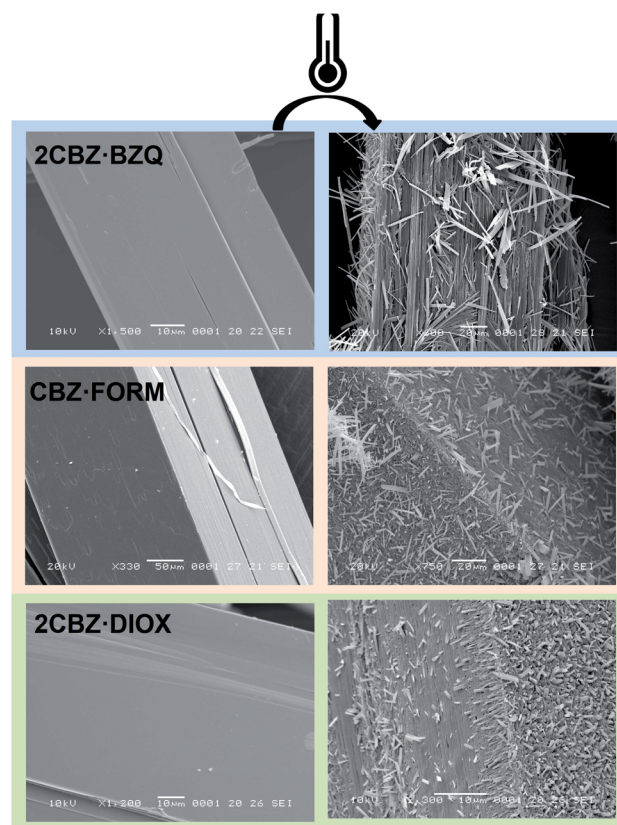 2CBZ·BZQ
10kV X1,500 10µm 0001 20 22 SEI
20kV 20µm 0001 28 21 SEI
CBZ·FORM
20kV X330 50µm 0001 27 21 SEI
20kV X750 20µm 0001 27 21 SEI
2CBZ·DIOX
10kV X1,200 10µm 0001 20 26 SEI
10kV 10µm 0001 20 26 SEI